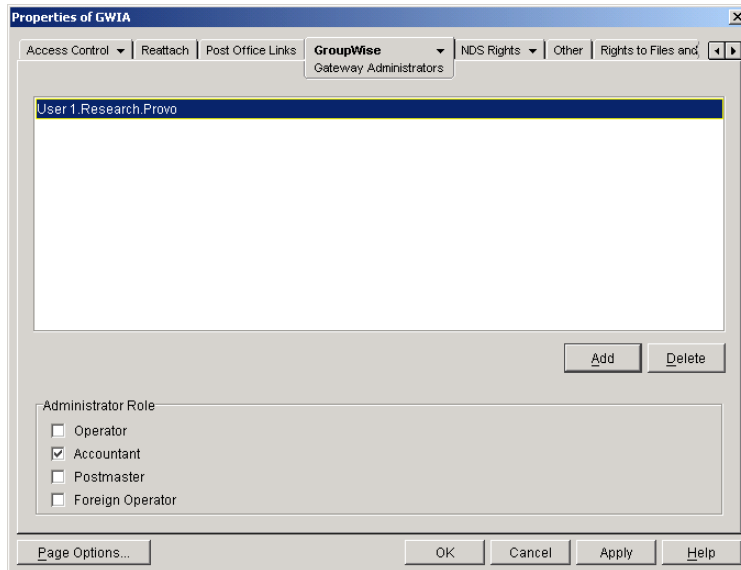 Properties of GWIA
Access Control Reattach Post Office Links GroupWise NDS Rights Other Rights to Files and
Gateway Administrators
User 1.Research.Provo
Add Delete
Administrator Role
Operator
Accountant
Postmaster
Foreign Operator
Page Options... OK Cancel Apply Help